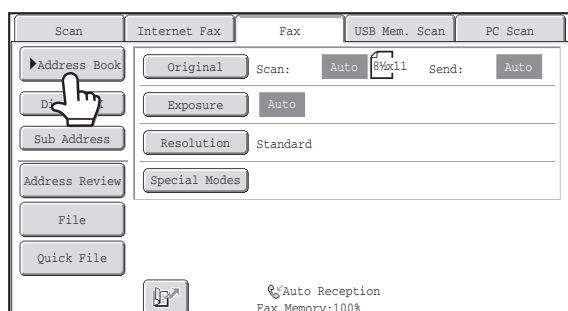 Scan Internet Fax Fax USB Mem. Scan PC Scan
Address Book Original Scan: Auto 8½x11 Send: Auto
Exposure Auto
Sub Address Resolution Standard
Address Review Special Modes
File
Quick File
Auto Reception
Fax Memory:100%